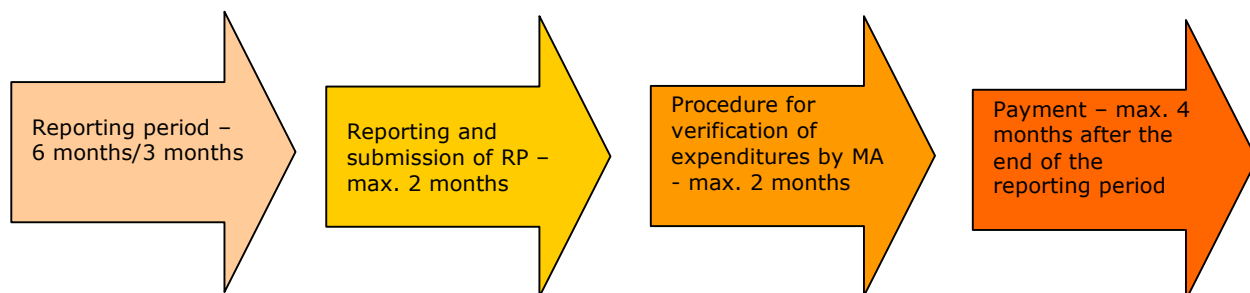 Reporting period –
6 months/3 months
Reporting and
submission of RP –
max. 2 months
Procedure for
verification of
expenditures by MA
- max. 2 months
Payment – max. 4
months after the
end of the
reporting period